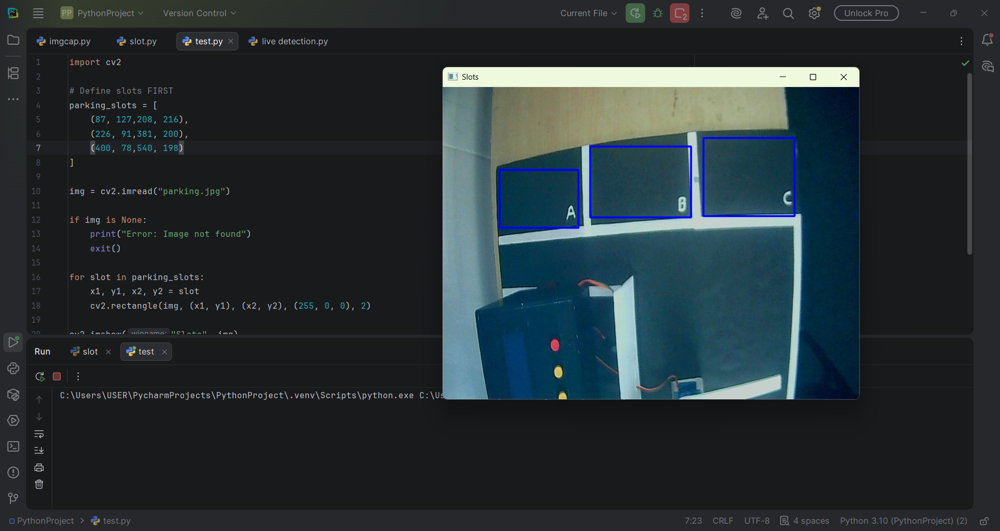 PP PythonProject Version Control Current File 2 Unlock Pro
imgcap.py slot.py test.py live detection.py
1 import cv2
2
3 # Define slots FIRST
4 parking_slots = [
5 (87, 127,208, 216),
6 (226, 91,381, 200),
7 (400, 78,540, 198)
8 ]
9
10 img = cv2.imread("parking.jpg")
11
12 if img is None:
13 print("Error: Image not found")
14 exit()
15
16 for slot in parking_slots:
17 x1, y1, x2, y2 = slot
18 cv2.rectangle(img, (x1, y1), (x2, y2), (255, 0, 0), 2)
19
20 cv2.imshow( winname: "Slots", img)
Slots
A
B
C
Run slot test
C:\Users\USER\PycharmProjects\PythonProject\.venv\Scripts\python.exe C:\Us
PythonProject > test.py 7:23 CRLF UTF-8 4 spaces Python 3.10 (PythonProject) (2)